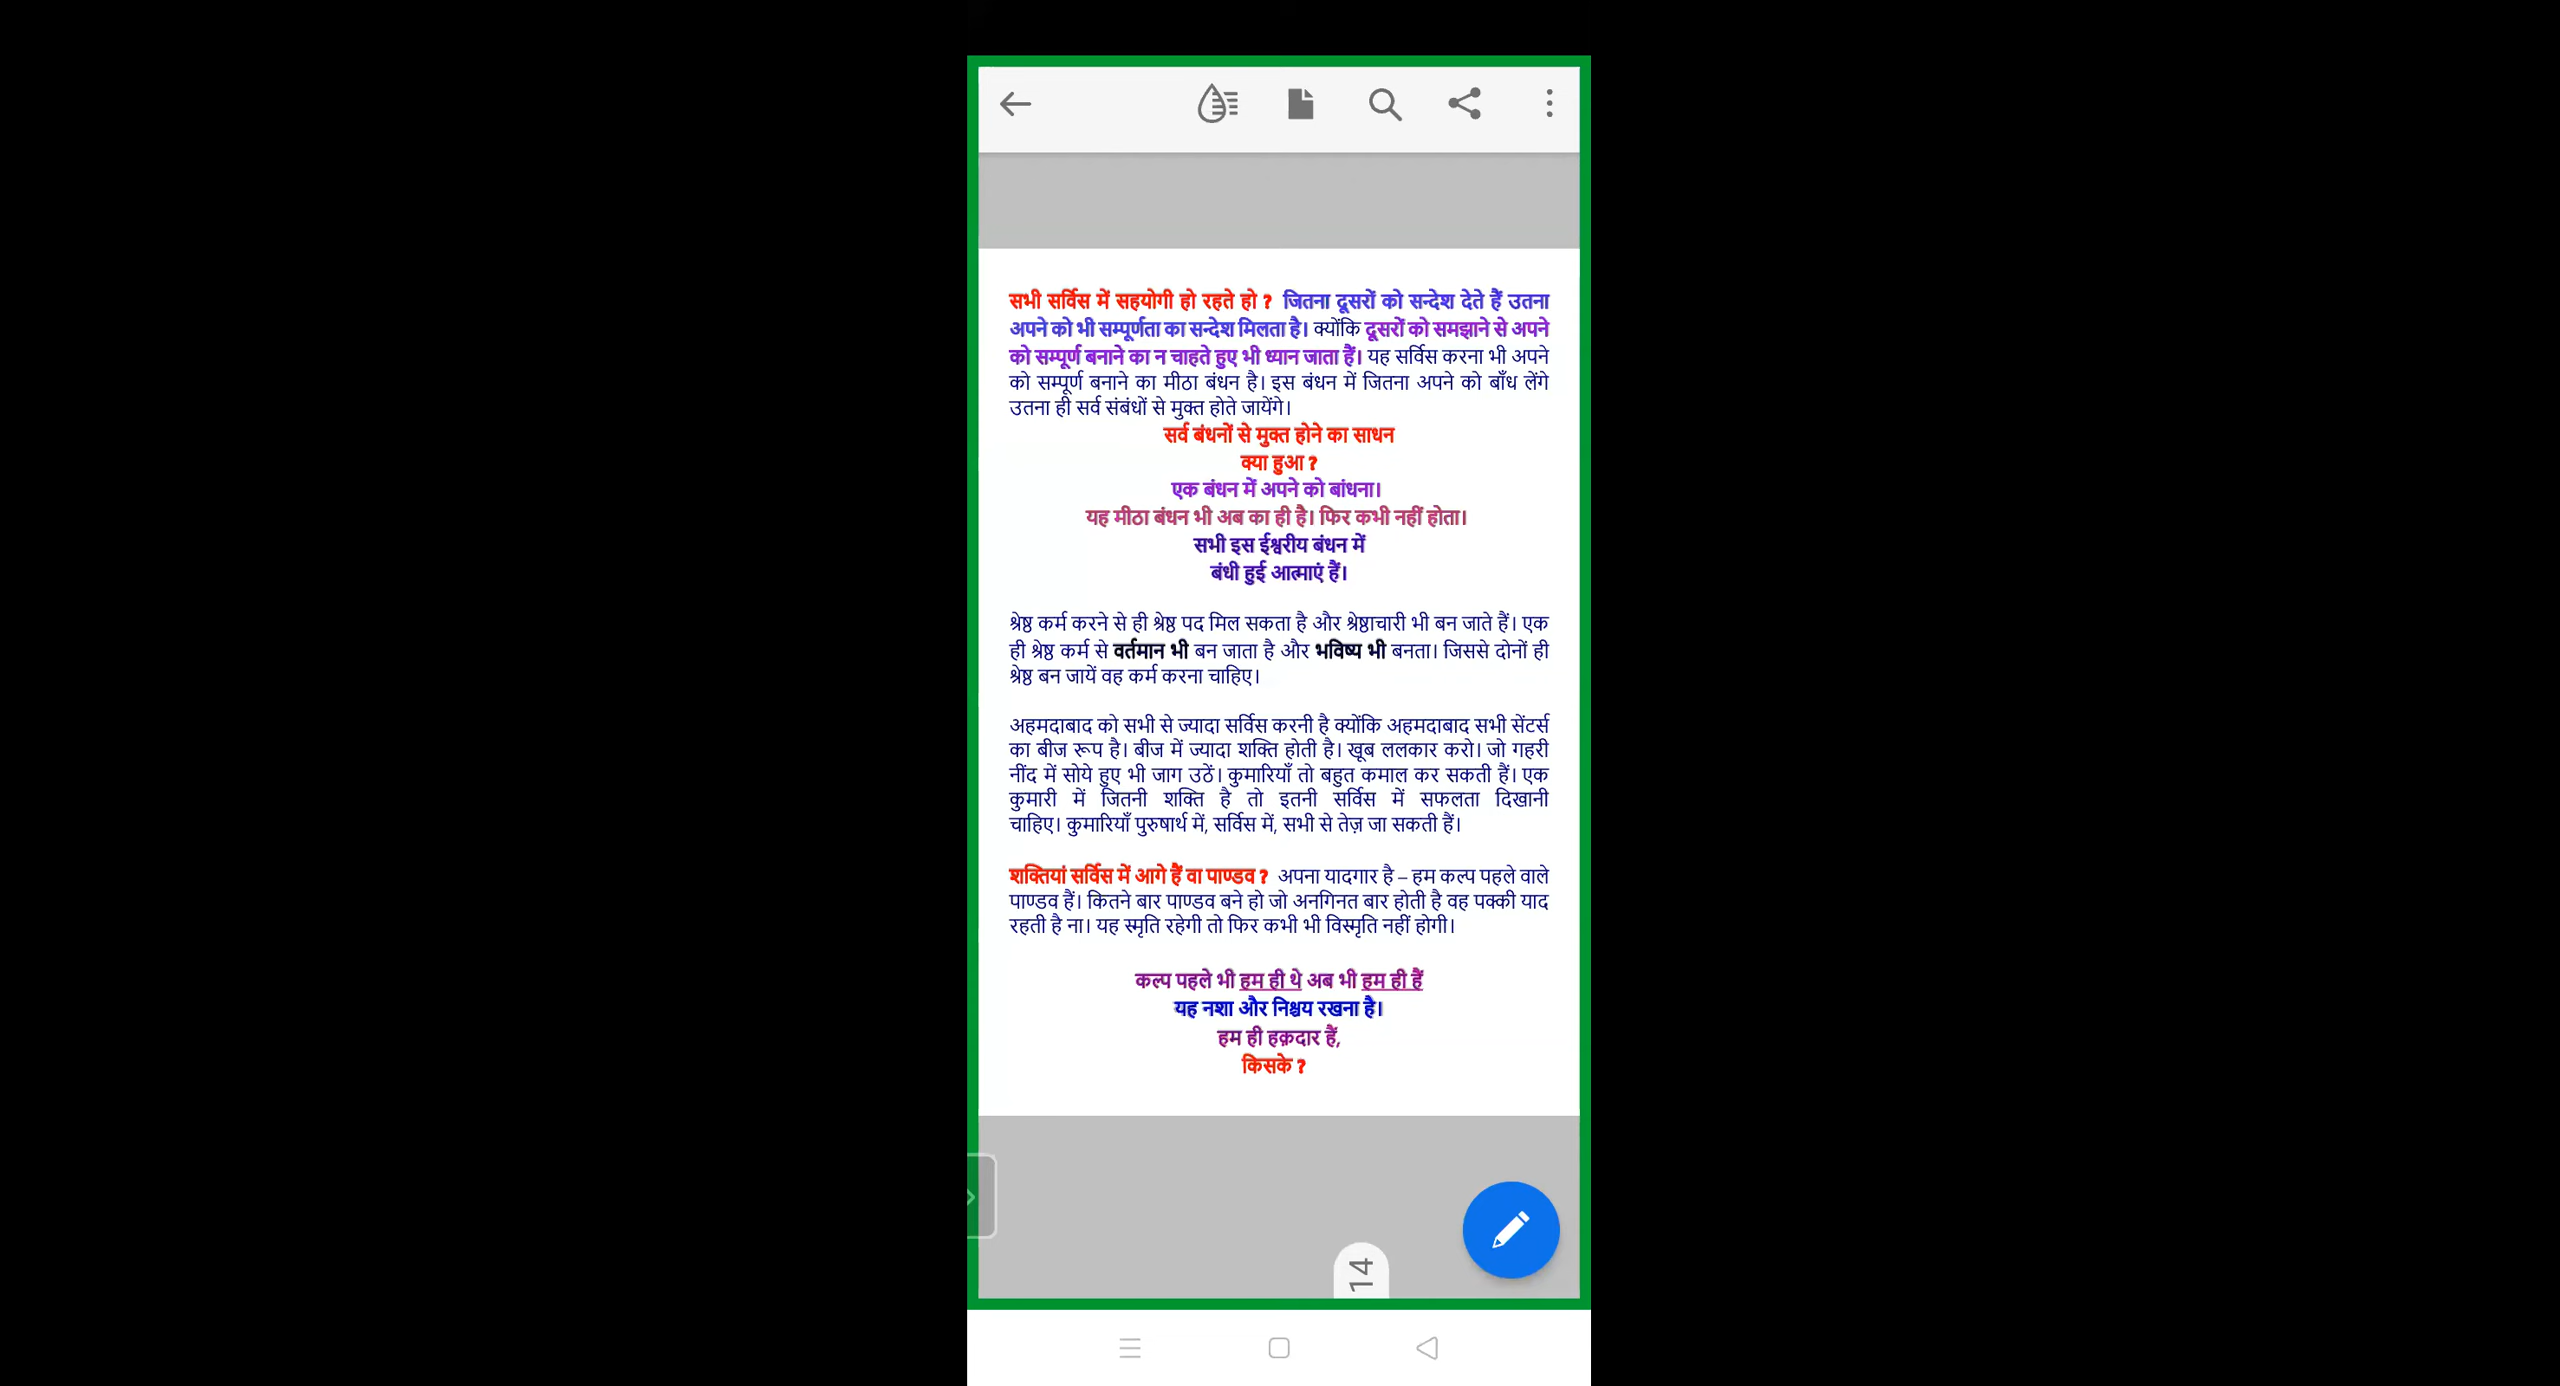 सभी सर्विस में सहयोगी हो रहते हो ? जितना दूसरों को सन्देश देते हैं उतना
अपने को भी सम्पूर्णता का सन्देश मिलता है। क्योंकि दूसरों को समझाने से अपने
को सम्पूर्ण बनाने का न चाहते हुए भी ध्यान जाता हैं। यह सर्विस करना भी अपने
को सम्पूर्ण बनाने का मीठा बंधन है। इस बंधन में जितना अपने को बाँध लेंगे
उतना ही सर्व संबंधों से मुक्त होते जायेंगे।
सर्व बंधनों से मुक्त होने का साधन
क्या हुआ ?
एक बंधन में अपने को बांधना।
यह मीठा बंधन भी अब का ही है। फिर कभी नहीं होता।
सभी इस ईश्वरीय बंधन में
बंधी हुई आत्माएं हैं।
श्रेष्ठ कर्म करने से ही श्रेष्ठ पद मिल सकता है और श्रेष्ठाचारी भी बन जाते हैं। एक
ही श्रेष्ठ कर्म से वर्तमान भी बन जाता है और भविष्य भी बनता। जिससे दोनों ही
श्रेष्ठ बन जायें वह कर्म करना चाहिए।
अहमदाबाद को सभी से ज्यादा सर्विस करनी है क्योंकि अहमदाबाद सभी सेंटर्स
का बीज रूप है। बीज में ज्यादा शक्ति होती है। खूब ललकार करो। जो गहरी
नींद में सोये हुए भी जाग उठें। कुमारियाँ तो बहुत कमाल कर सकती हैं। एक
कुमारी में जितनी शक्ति है तो इतनी सर्विस में सफलता दिखानी
चाहिए। कुमारियाँ पुरुषार्थ में, सर्विस में, सभी से तेज़ जा सकती हैं।
शक्तियां सर्विस में आगे हैं वा पाण्डव ? अपना यादगार है – हम कल्प पहले वाले
पाण्डव हैं। कितने बार पाण्डव बने हो जो अनगिनत बार होती है वह पक्की याद
रहती है ना। यह स्मृति रहेगी तो फिर कभी भी विस्मृति नहीं होगी।
कल्प पहले भी हम ही थे अब भी हम ही हैं
यह नशा और निश्चय रखना है।
हम ही हक़दार हैं,
किसके ?
14